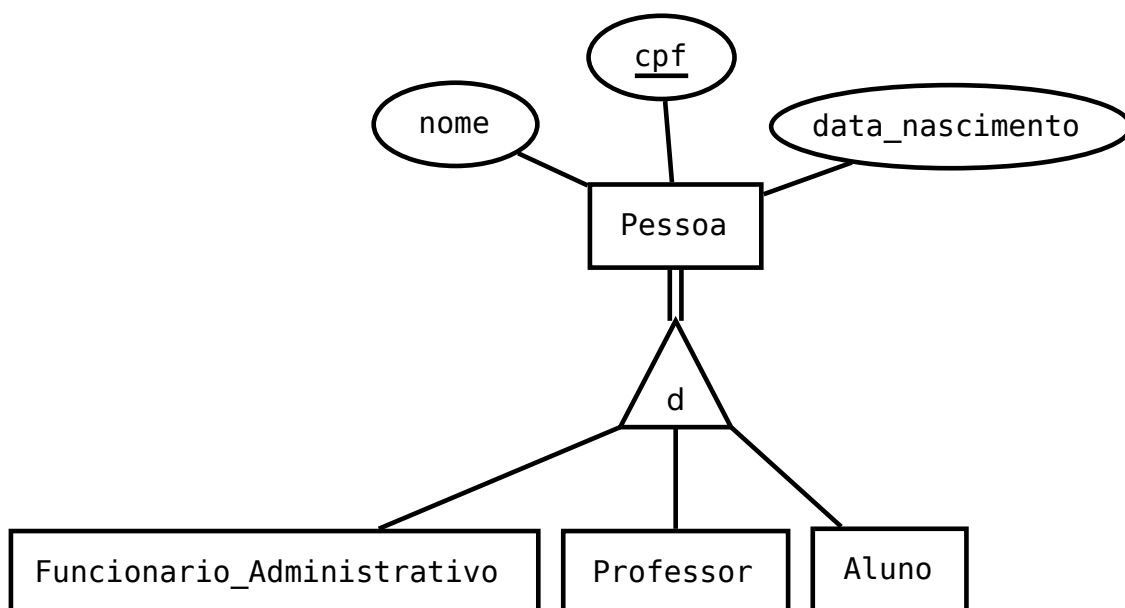 cpf
nome
data_nascimento
Pessoa
d
Funcionario_Administrativo
Professor
Aluno